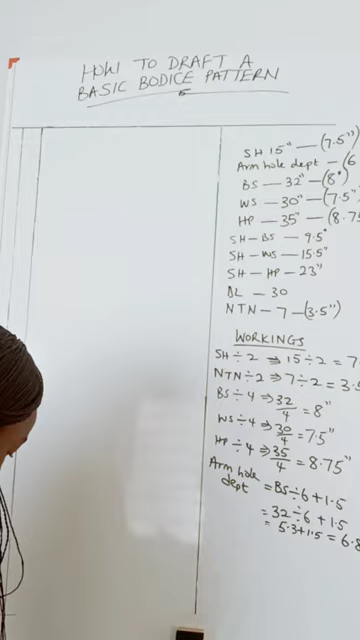 HOW TO DRAFT A
BASIC BODICE PATTERN
SH 15" — (7.5")
Arm hole dept — (6
BS — 32" — (8"
WS — 30" — (7.5"
HP — 35" — (8.75
SH - BS — 9.5"
SH - WS — 15.5"
SH - HP — 23"
BL — 30
NTN — 7 — (3.5")
WORKINGS
SH ÷ 2 ⇒ 15 ÷ 2 = 7.
NTN ÷ 2 ⇒ 7 ÷ 2 = 3.5
BS ÷ 4 ⇒ 32/4 = 8"
WS ÷ 4 ⇒ 30/4 = 7.5"
HP ÷ 4 ⇒ 35/4 = 8.75"
Arm hole
dept = BS ÷ 6 + 1.5
= 32 ÷ 6 + 1.5
= 5.3 + 1.5 = 6.8